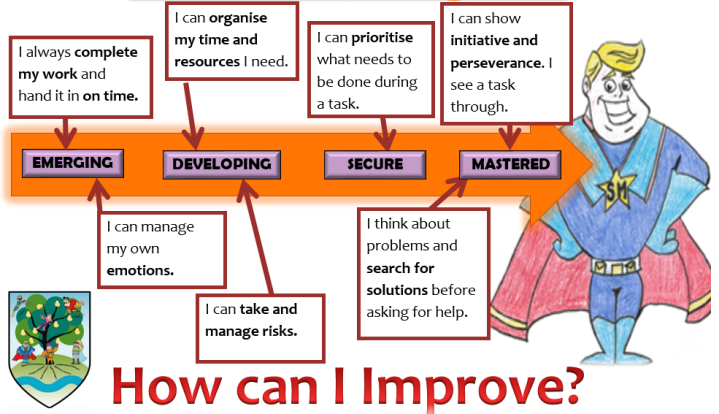 I always complete
my work and
hand it in on time.
I can organise
my time and
resources I need.
I can prioritise
what needs to
be done during
a task.
I can show
initiative and
perseverance. I
see a task
through.
EMERGING
DEVELOPING
SECURE
MASTERED
SM
I can manage
my own
emotions.
I can take and
manage risks.
I think about
problems and
search for
solutions before
asking for help.
How can I Improve?